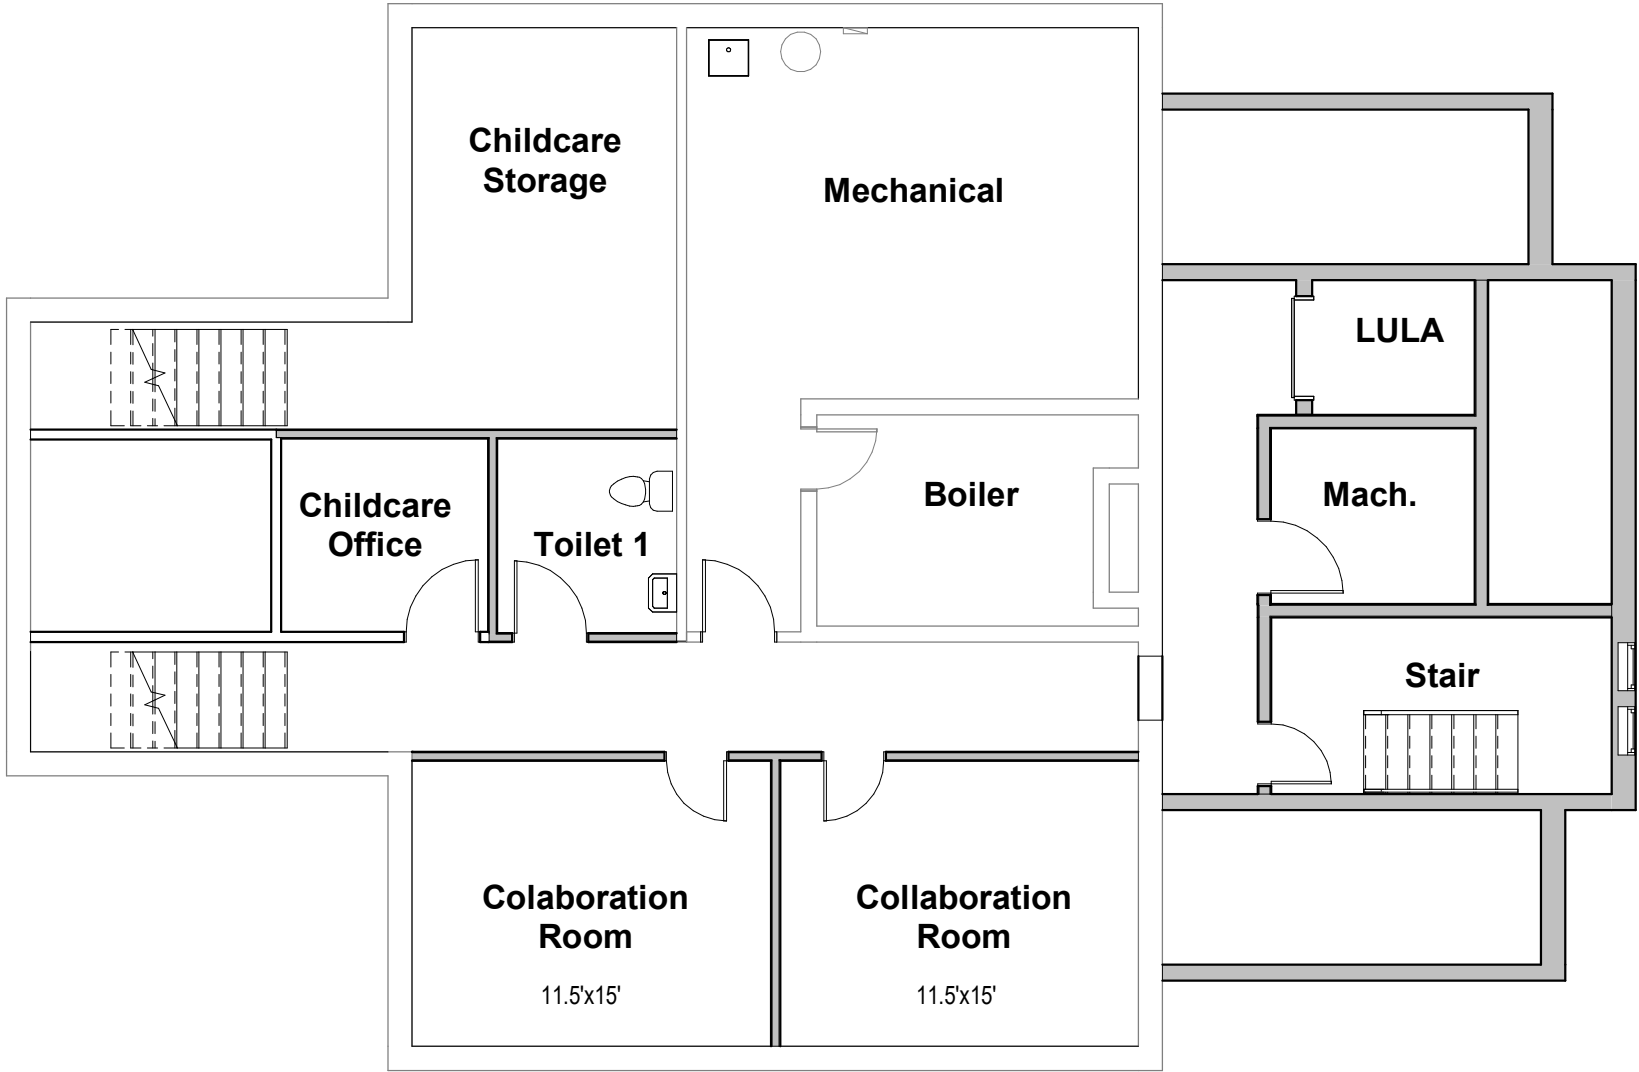 Childcare
Storage
Mechanical
LULA
Childcare
Office
Toilet 1
Boiler
Mach.
Stair
Colaboration
Room
11.5'x15'
Collaboration
Room
11.5'x15'